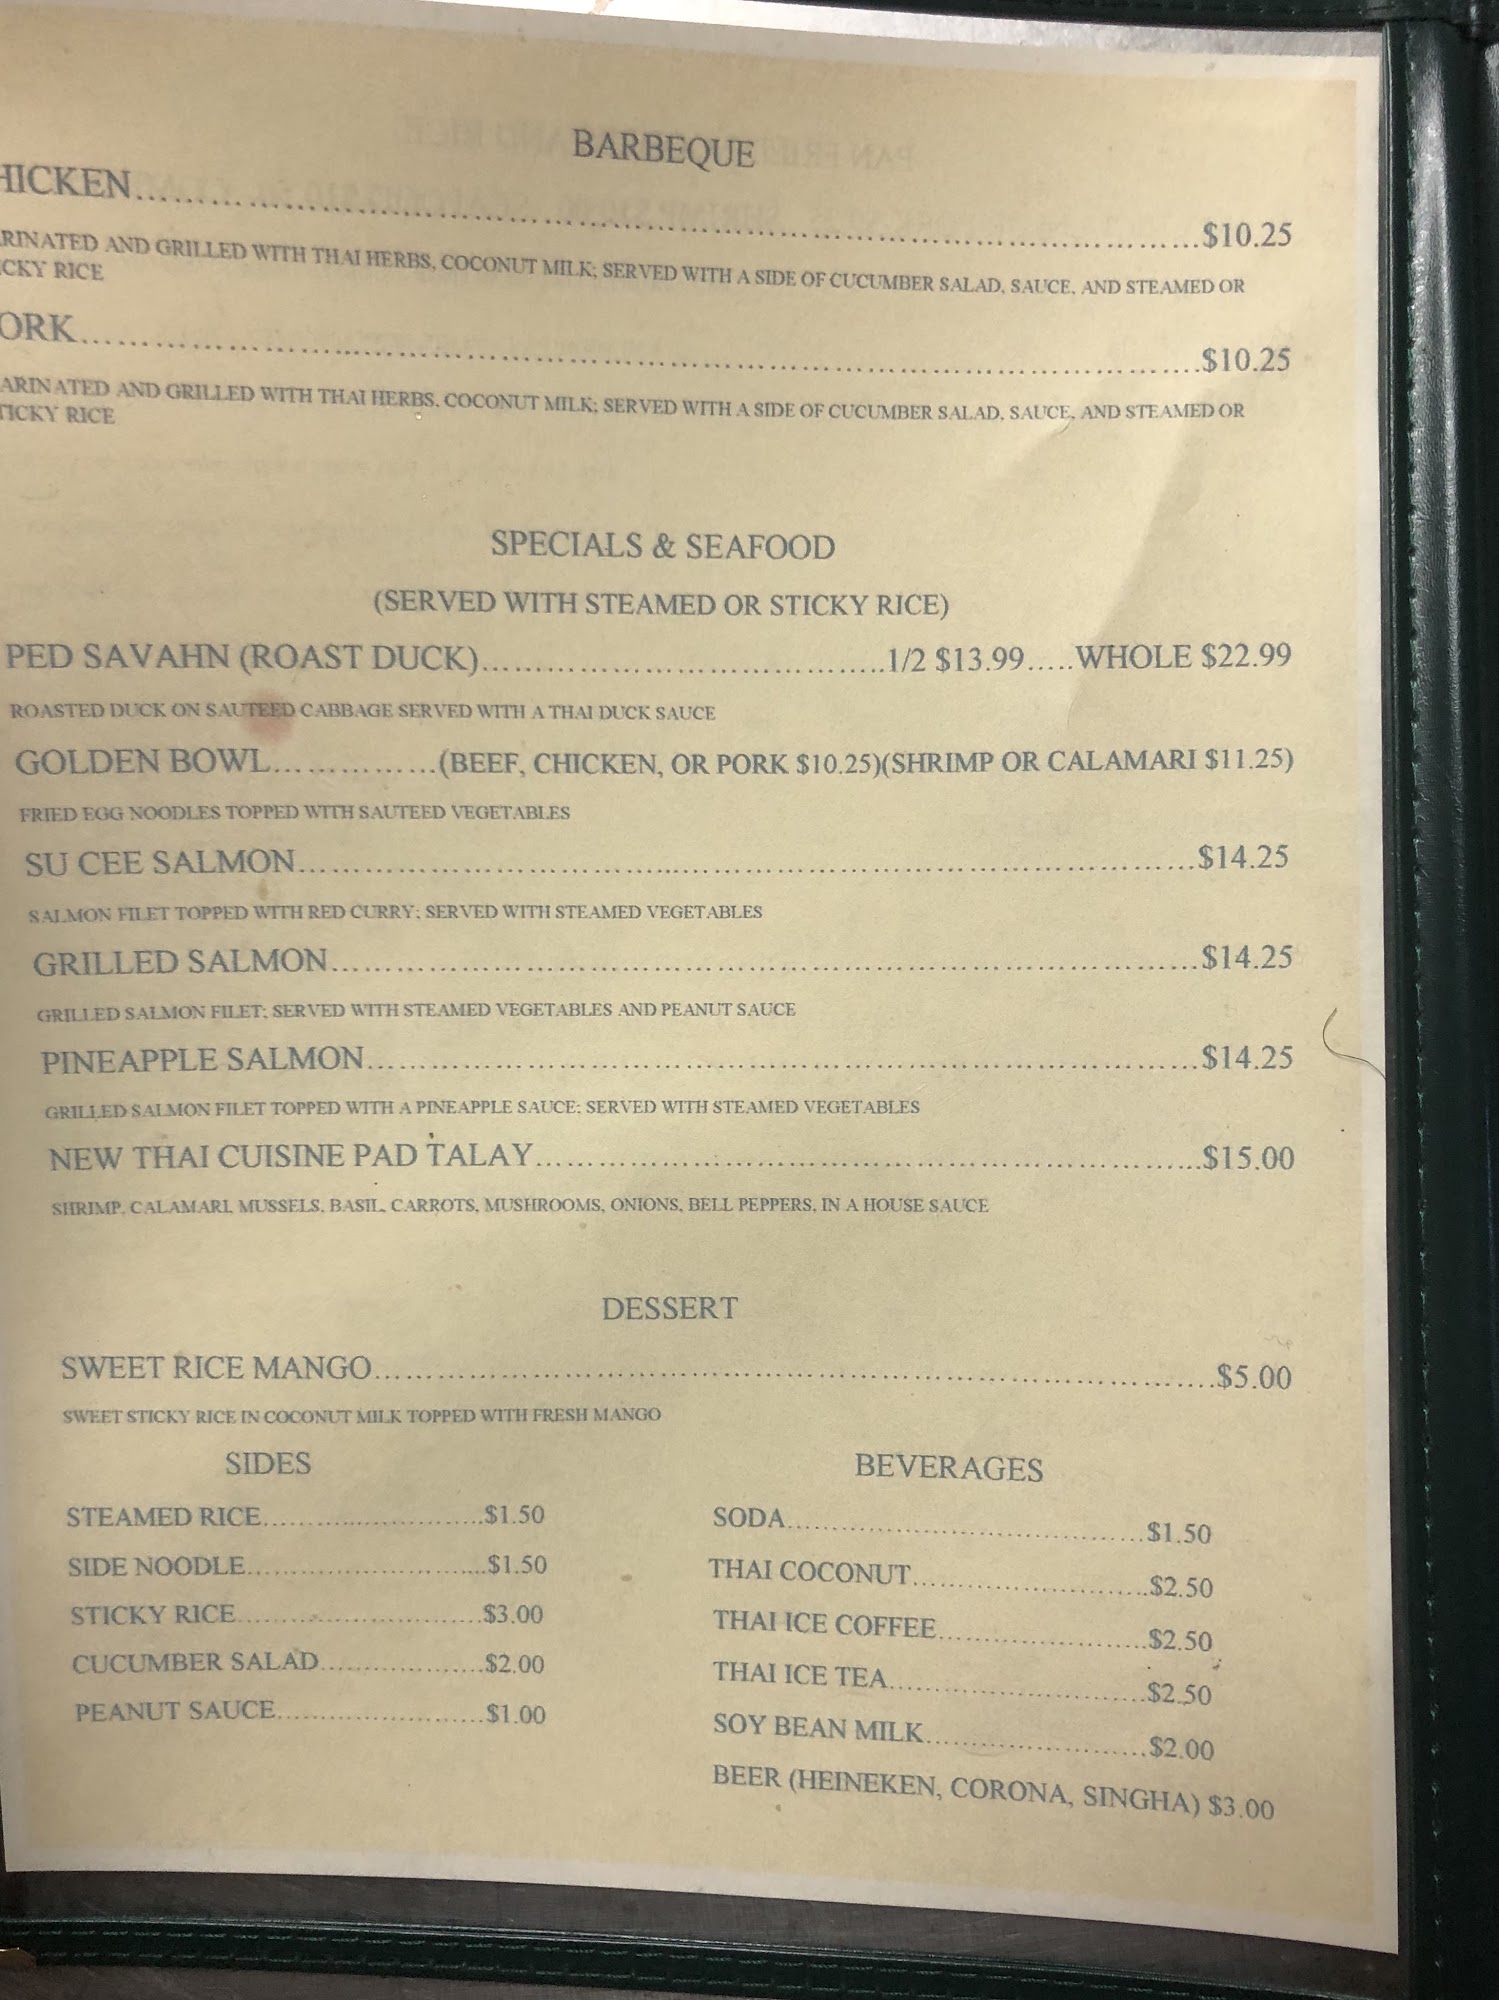 BARBEQUE
HICKEN..........$10.25
RINATED AND GRILLED WITH THAI HERBS, COCONUT MILK; SERVED WITH A SIDE OF CUCUMBER SALAD, SAUCE, AND STEAMED OR
CKY RICE
ORK..........$10.25
ARINATED AND GRILLED WITH THAI HERBS, COCONUT MILK; SERVED WITH A SIDE OF CUCUMBER SALAD, SAUCE, AND STEAMED OR
TICKY RICE
SPECIALS & SEAFOOD
(SERVED WITH STEAMED OR STICKY RICE)
PED SAVAHN (ROAST DUCK)..........1/2 $13.99.....WHOLE $22.99
ROASTED DUCK ON SAUTEED CABBAGE SERVED WITH A THAI DUCK SAUCE
GOLDEN BOWL..........(BEEF, CHICKEN, OR PORK $10.25)(SHRIMP OR CALAMARI $11.25)
FRIED EGG NOODLES TOPPED WITH SAUTEED VEGETABLES
SU CEE SALMON..........$14.25
SALMON FILET TOPPED WITH RED CURRY; SERVED WITH STEAMED VEGETABLES
GRILLED SALMON..........$14.25
GRILLED SALMON FILET; SERVED WITH STEAMED VEGETABLES AND PEANUT SAUCE
PINEAPPLE SALMON..........$14.25
GRILLED SALMON FILET TOPPED WITH A PINEAPPLE SAUCE; SERVED WITH STEAMED VEGETABLES
NEW THAI CUISINE PAD TALAY..........$15.00
SHRIMP, CALAMARI, MUSSELS, BASIL, CARROTS, MUSHROOMS, ONIONS, BELL PEPPERS, IN A HOUSE SAUCE
DESSERT
SWEET RICE MANGO..........$5.00
SWEET STICKY RICE IN COCONUT MILK TOPPED WITH FRESH MANGO
SIDES
STEAMED RICE..........$1.50
SIDE NOODLE..........$1.50
STICKY RICE..........$3.00
CUCUMBER SALAD..........$2.00
PEANUT SAUCE..........$1.00
BEVERAGES
SODA..........$1.50
THAI COCONUT..........$2.50
THAI ICE COFFEE..........$2.50
THAI ICE TEA..........$2.50
SOY BEAN MILK..........$2.00
BEER (HEINEKEN, CORONA, SINGHA) $3.00